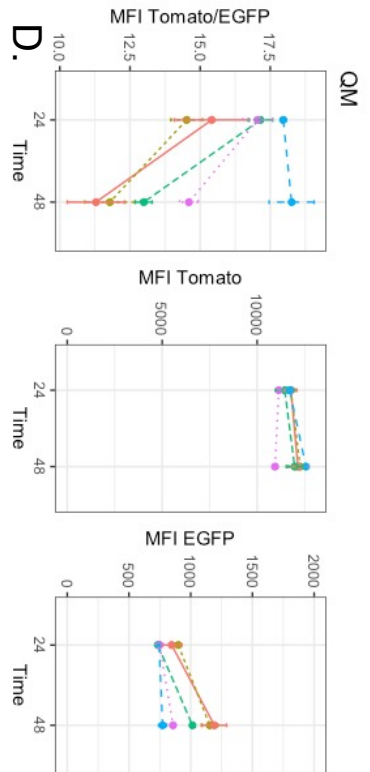 D.
QM
MFI Tomato/EGFP
10.0
12.5
15.0
17.5
24
48
Time
MFI Tomato
0
5000
10000
24
48
Time
MFI EGFP
0
500
1000
1500
2000
24
48
Time